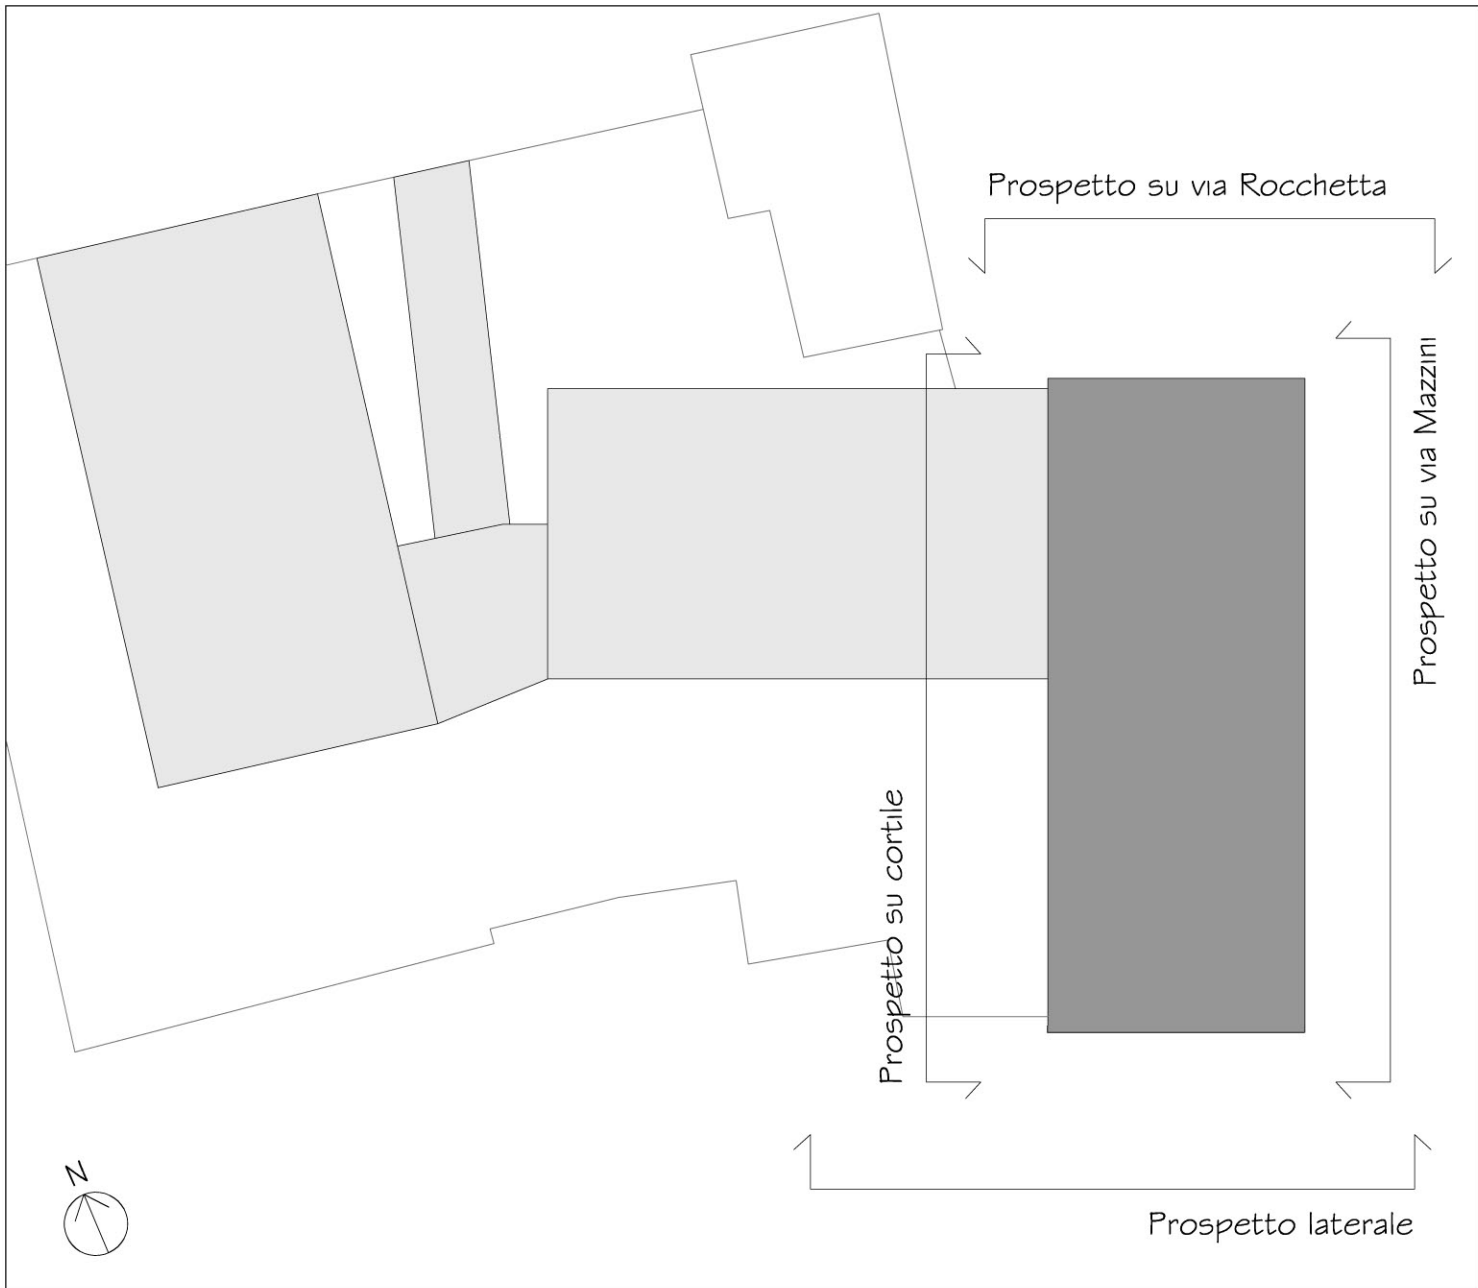 Prospetto su via Rocchetta
Prospetto su via Mazzini
Prospetto su cortile
N
Prospetto laterale